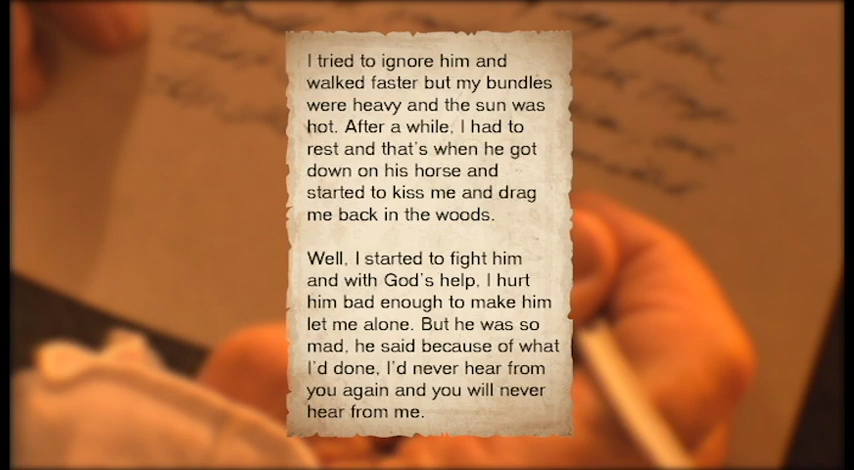 I tried to ignore him and
walked faster but my bundles
were heavy and the sun was
hot. After a while, I had to
rest and that's when he got
down on his horse and
started to kiss me and drag
me back in the woods.
Well, I started to fight him
and with God's help, I hurt
him bad enough to make him
let me alone. But he was so
mad, he said because of what
I'd done, I'd never hear from
you again and you will never
hear from me.